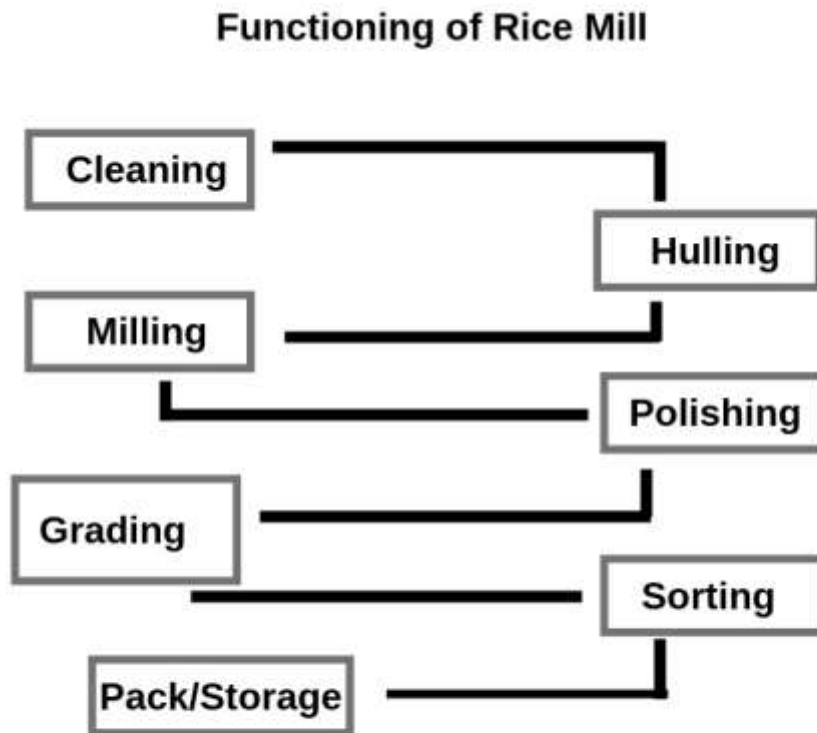 Functioning of Rice Mill
Cleaning
Hulling
Milling
Polishing
Grading
Sorting
Pack/Storage